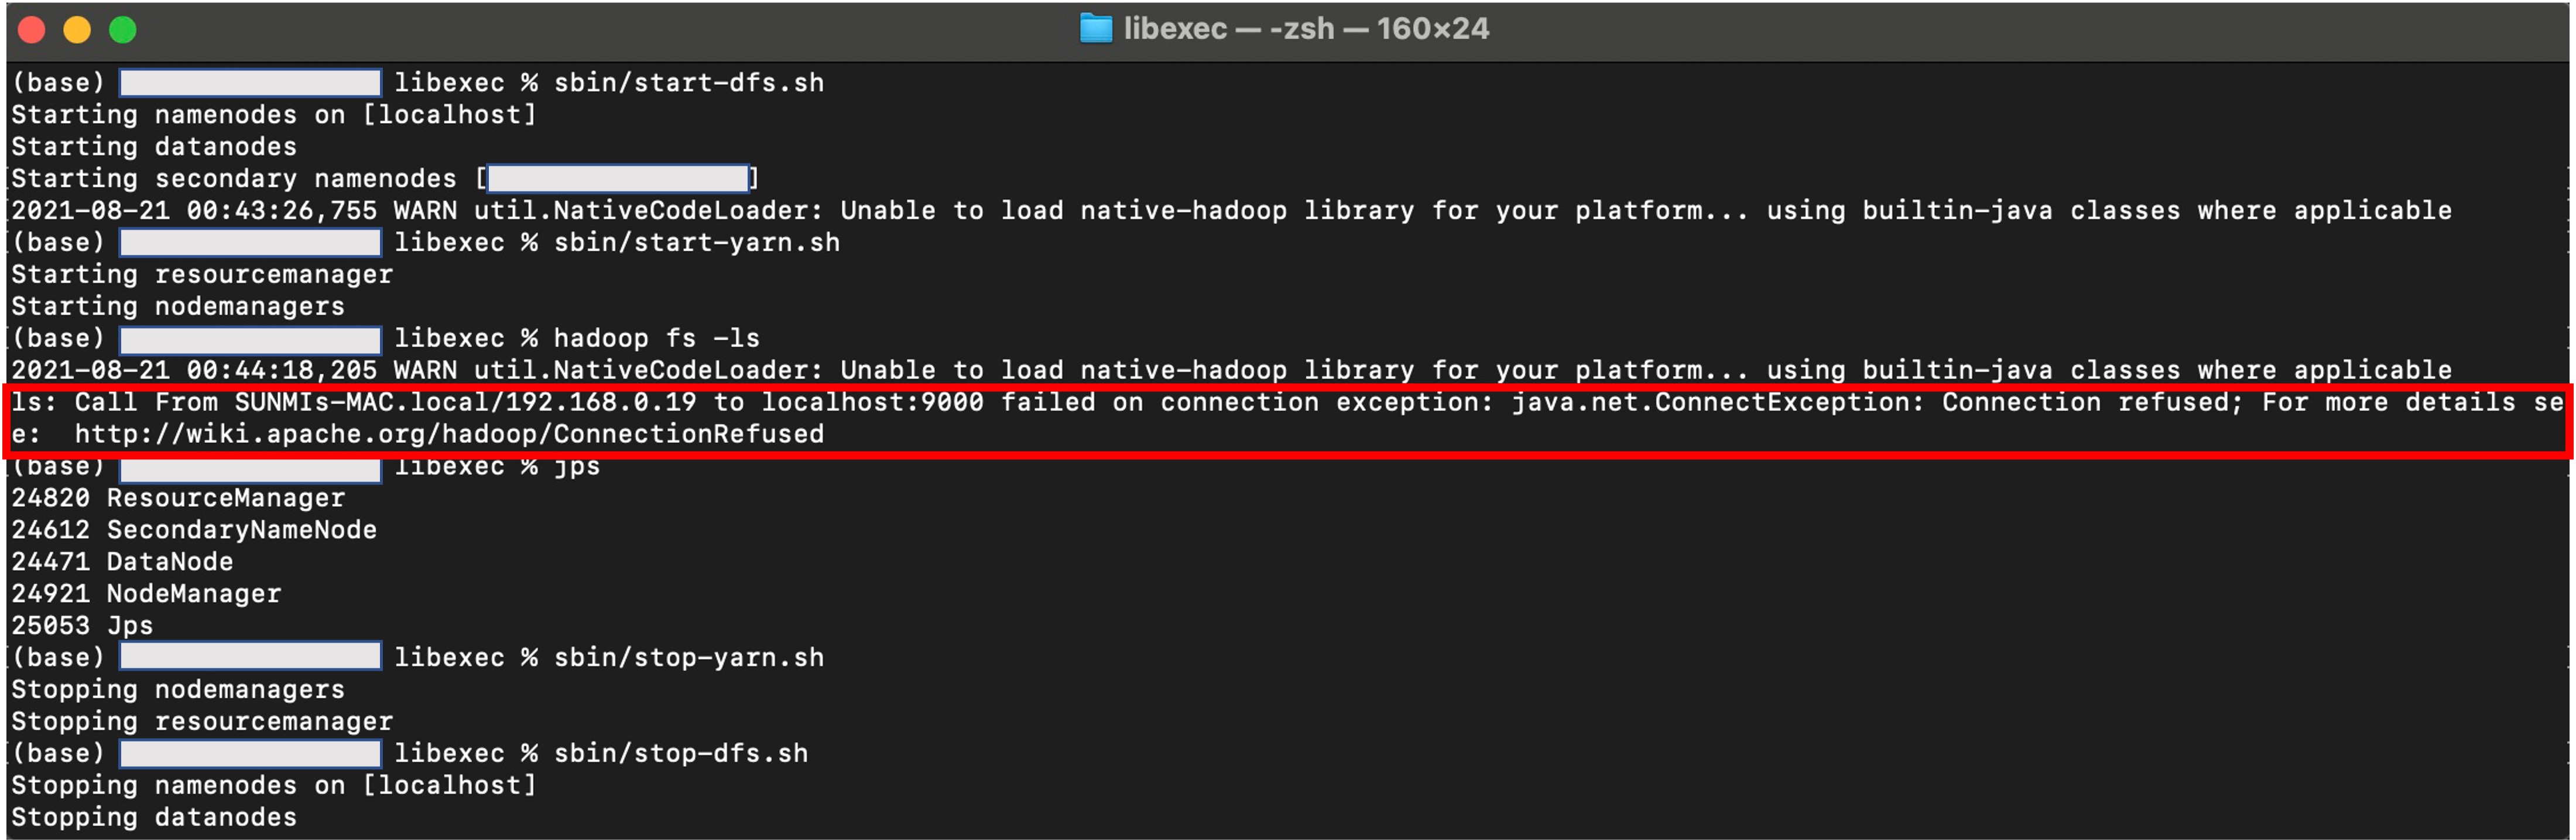 libexec — -zsh — 160×24
(base) libexec % sbin/start-dfs.sh
Starting namenodes on [localhost]
Starting datanodes
Starting secondary namenodes [ ]
2021-08-21 00:43:26,755 WARN util.NativeCodeLoader: Unable to load native-hadoop library for your platform... using builtin-java classes where applicable
(base) libexec % sbin/start-yarn.sh
Starting resourcemanager
Starting nodemanagers
(base) libexec % hadoop fs -ls
2021-08-21 00:44:18,205 WARN util.NativeCodeLoader: Unable to load native-hadoop library for your platform... using builtin-java classes where applicable
ls: Call From SUNMIs-MAC.local/192.168.0.19 to localhost:9000 failed on connection exception: java.net.ConnectException: Connection refused; For more details se
e:  http://wiki.apache.org/hadoop/ConnectionRefused
(base) libexec % jps
24820 ResourceManager
24612 SecondaryNameNode
24471 DataNode
24921 NodeManager
25053 Jps
(base) libexec % sbin/stop-yarn.sh
Stopping nodemanagers
Stopping resourcemanager
(base) libexec % sbin/stop-dfs.sh
Stopping namenodes on [localhost]
Stopping datanodes